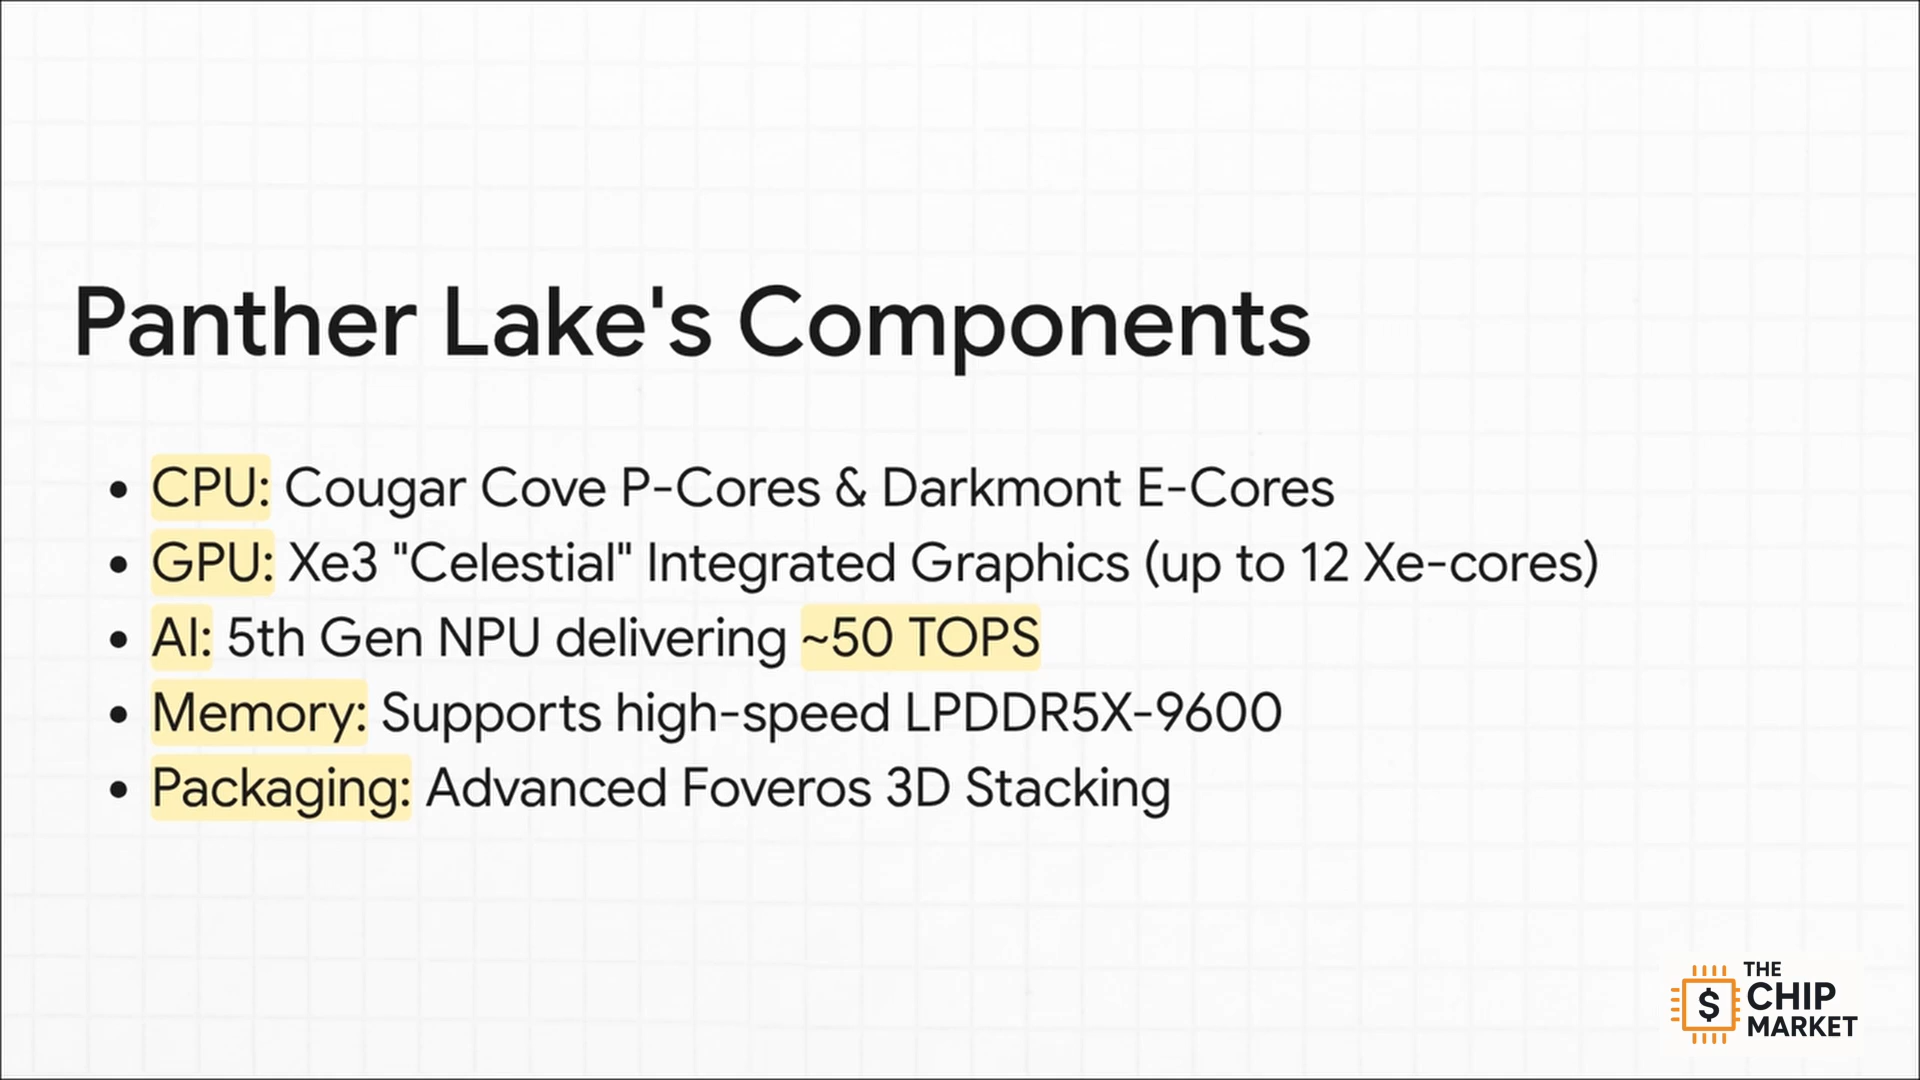 Panther Lake's Components
• CPU: Cougar Cove P-Cores & Darkmont E-Cores
• GPU: Xe3 "Celestial" Integrated Graphics (up to 12 Xe-cores)
• AI: 5th Gen NPU delivering ~50 TOPS
• Memory: Supports high-speed LPDDR5X-9600
• Packaging: Advanced Foveros 3D Stacking
$
THE
CHIP
MARKET